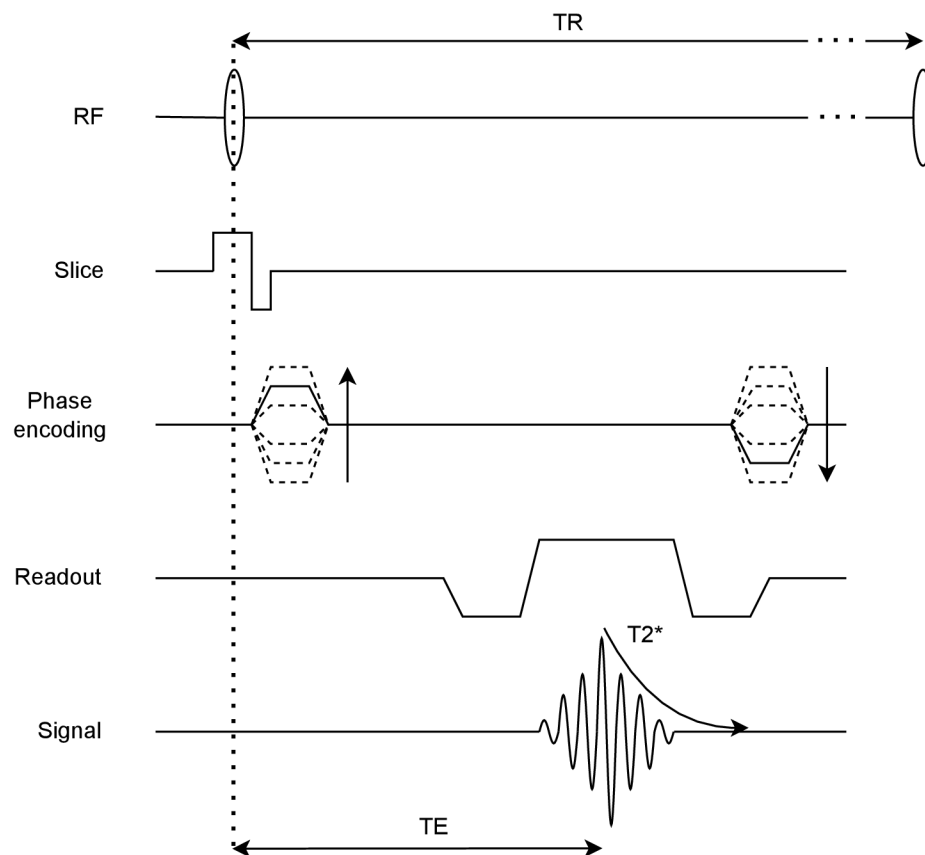 TR
RF
Slice
Phase
encoding
Readout
T2*
Signal
TE